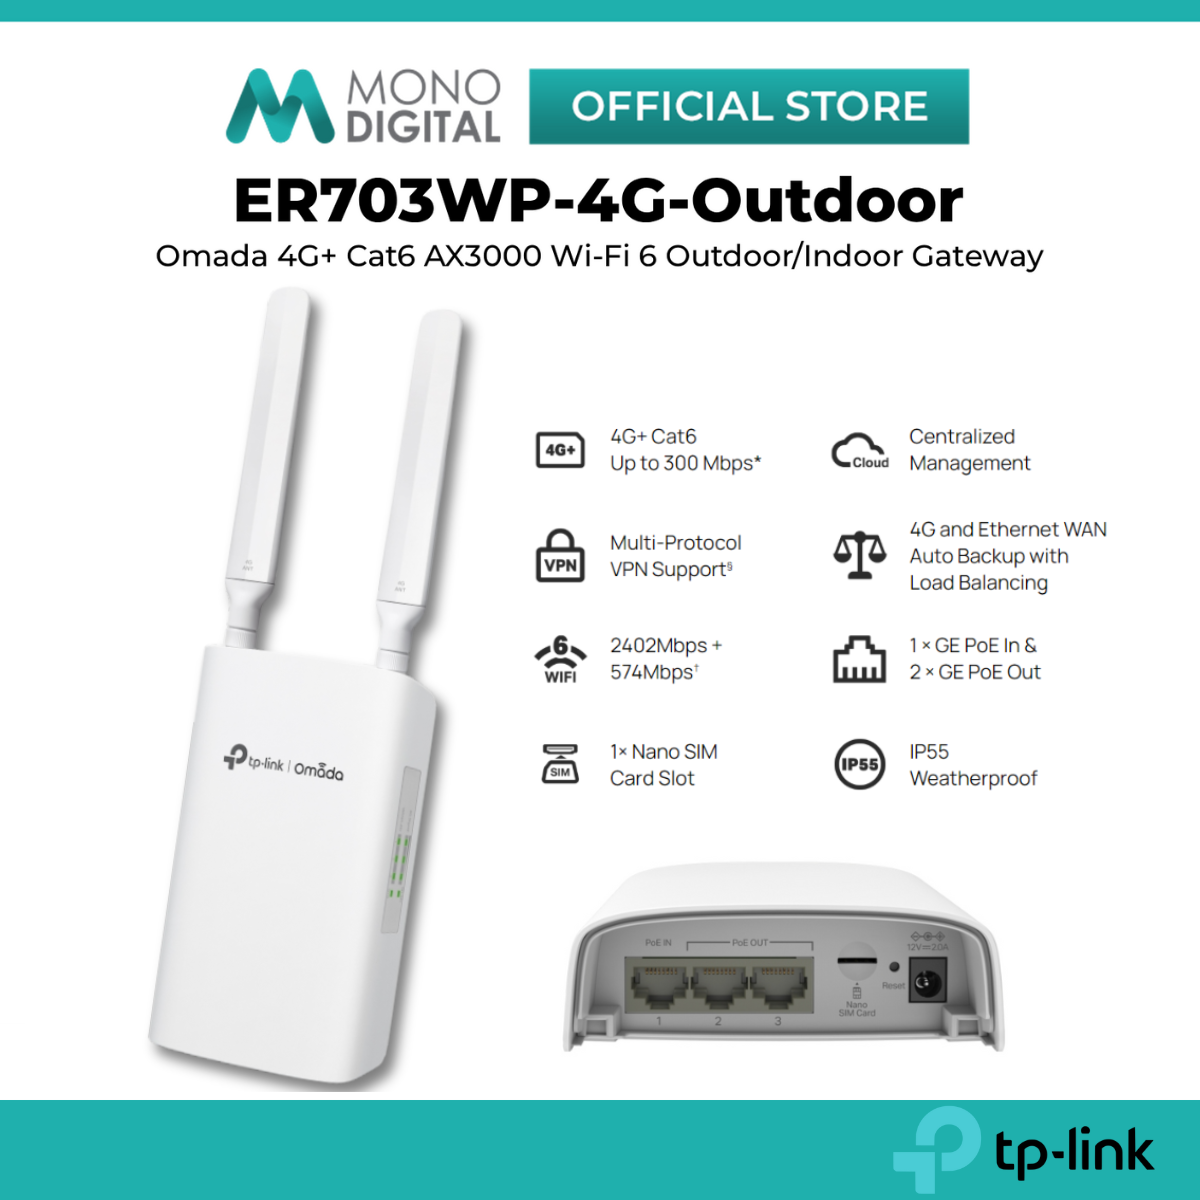 MONO
DIGITAL
OFFICIAL STORE
ER703WP-4G-Outdoor
Omada 4G+ Cat6 AX3000 Wi-Fi 6 Outdoor/Indoor Gateway
4G+
4G+ Cat6
Up to 300 Mbps*
Cloud
Centralized
Management
VPN
Multi-Protocol
VPN Support§
4G and Ethernet WAN
Auto Backup with
Load Balancing
6
WIFI
2402Mbps +
574Mbps†
1 × GE PoE In &
2 × GE PoE Out
SIM
1× Nano SIM
Card Slot
IP55
IP55
Weatherproof
4G
ANT
4G
ANT
tp-link | Omada
PoE IN
PoE OUT
12V⎓2.0A
Reset
Nano
SIM Card
1
2
3
tp-link